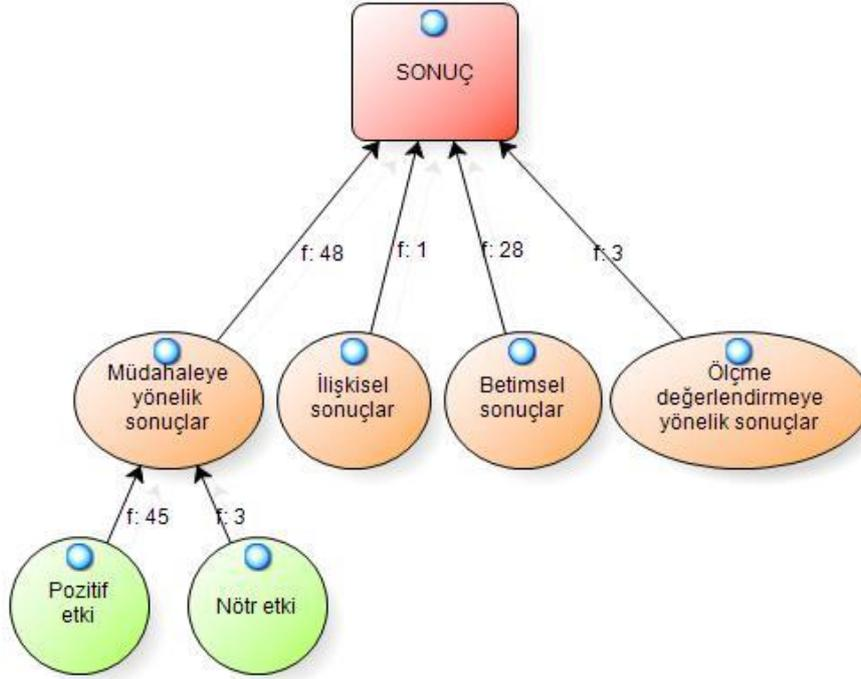 SONUÇ
f: 48
f: 1
f: 28
f: 3
Müdahaleye
yönelik
sonuçlar
İlişkisel
sonuçlar
Betimsel
sonuçlar
Ölçme
değerlendirmeye
yönelik sonuçlar
f: 45
f: 3
Pozitif
etki
Nötr etki